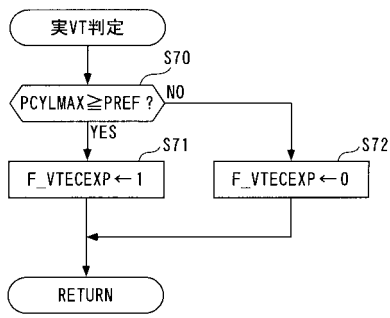 実VT判定
S70
PCYLMAX≧PREF?
NO
YES
S71
S72
F_VTECEXP←1
F_VTECEXP←0
RETURN